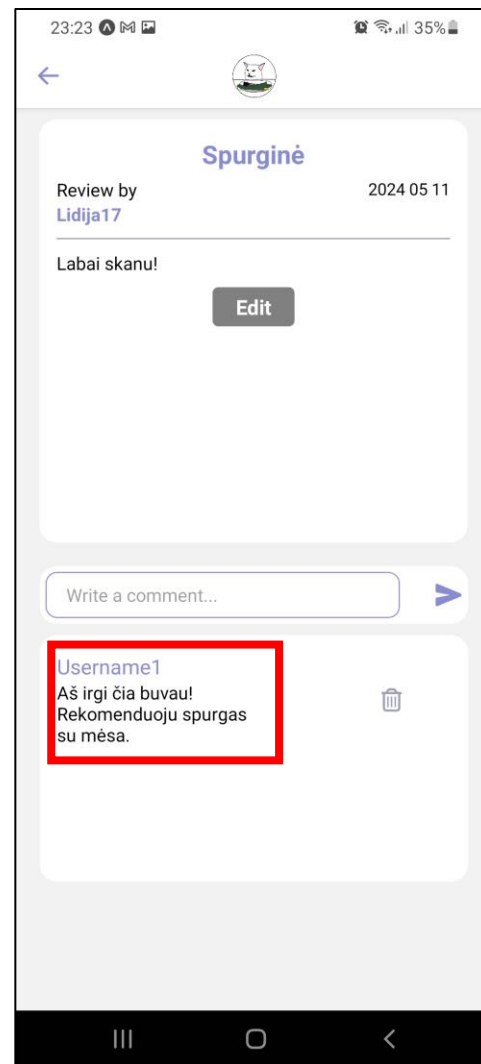 23:23 35%
Spurginė
Review by 2024 05 11
Lidija17
Labai skanu!
Edit
Write a comment...
Username1
Aš irgi čia buvau!
Rekomenduoju spurgas
su mėsa.